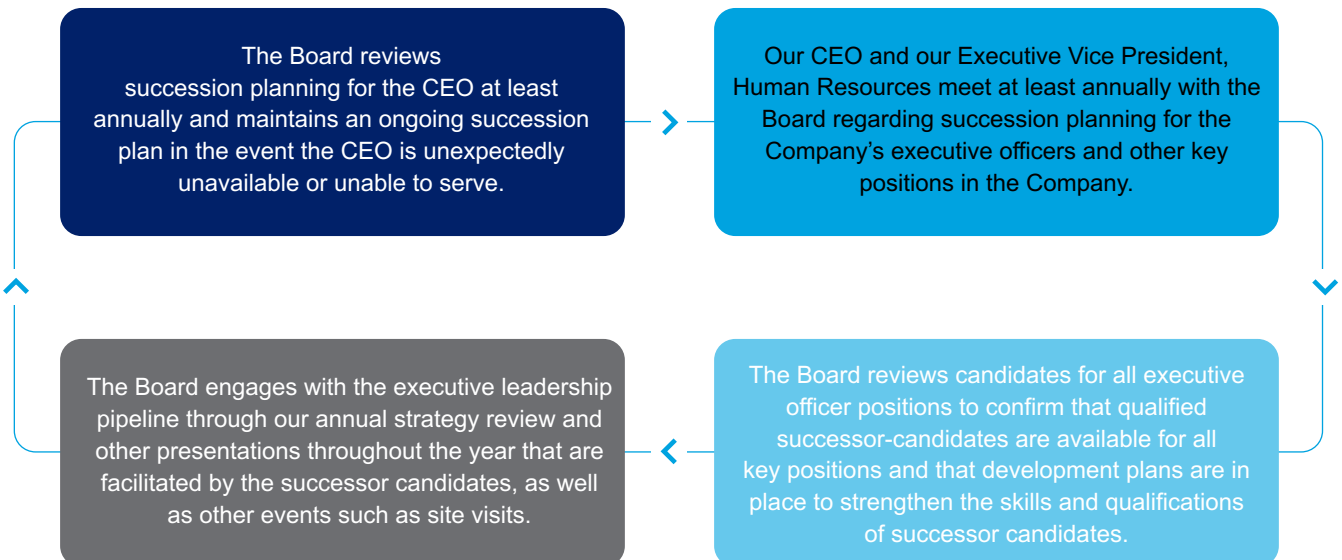 The Board reviews
succession planning for the CEO at least
annually and maintains an ongoing succession
plan in the event the CEO is unexpectedly
unavailable or unable to serve.
Our CEO and our Executive Vice President,
Human Resources meet at least annually with the
Board regarding succession planning for the
Company’s executive officers and other key
positions in the Company.
The Board reviews candidates for all executive
officer positions to confirm that qualified
successor-candidates are available for all
key positions and that development plans are in
place to strengthen the skills and qualifications
of successor candidates.
The Board engages with the executive leadership
pipeline through our annual strategy review and
other presentations throughout the year that are
facilitated by the successor candidates, as well
as other events such as site visits.